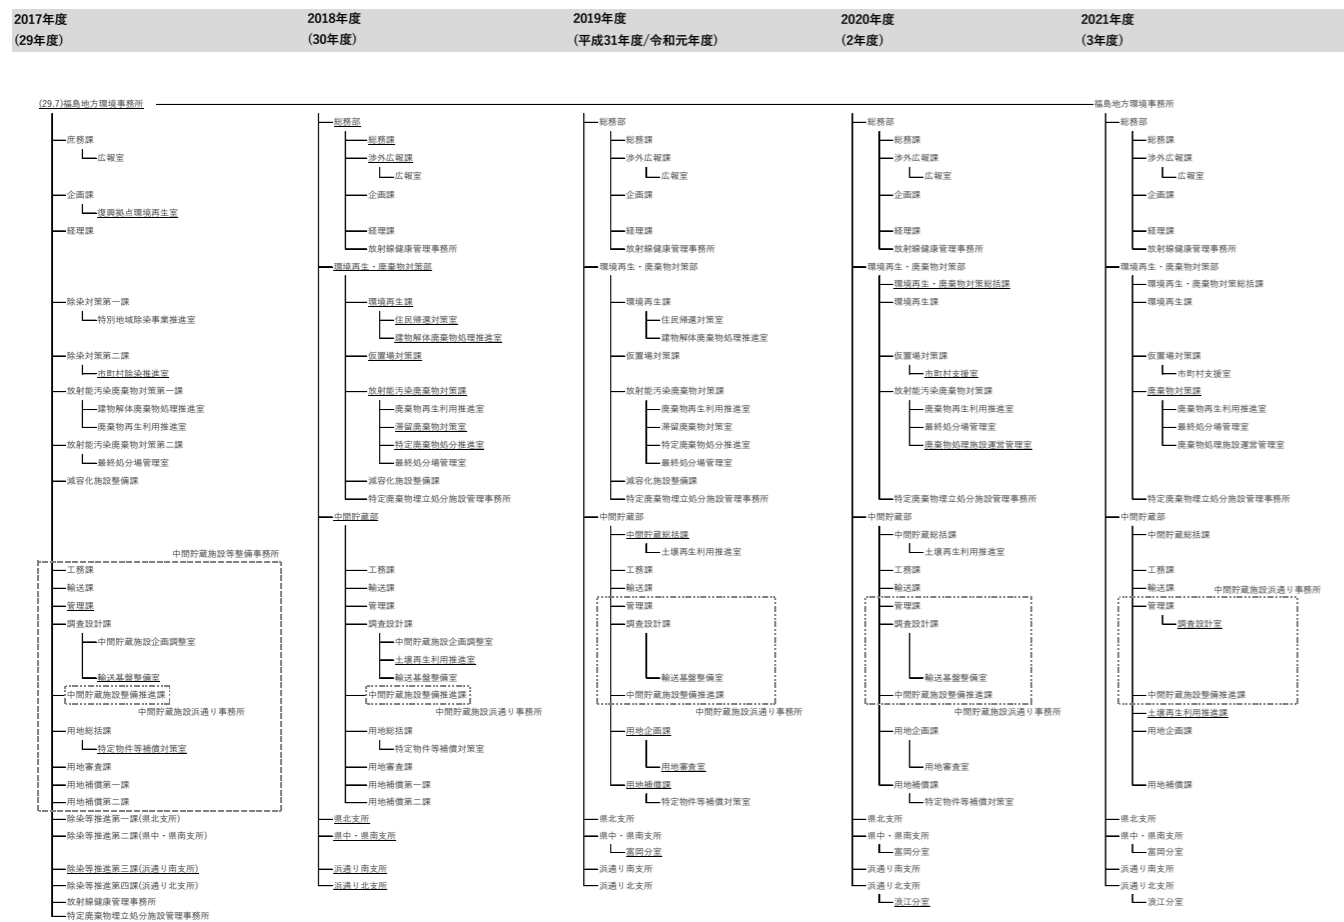 2017年度
(29年度)
2018年度
(30年度)
2019年度
(平成31年度/令和元年度)
2020年度
(2年度)
2021年度
(3年度)
(29.7)福島地方環境事務所
庶務課
広報室
企画課
復興拠点環境再生室
経理課
除染対策第一課
特別地域除染事業推進室
除染対策第二課
市町村除染推進室
放射能汚染廃棄物対策第一課
建物解体廃棄物処理推進室
廃棄物再生利用推進室
放射能汚染廃棄物対策第二課
最終処分場管理室
減容化施設整備課
中間貯蔵施設等整備事務所
工務課
輸送課
管理課
調査設計課
中間貯蔵施設企画調整室
輸送基盤整備室
中間貯蔵施設整備推進課
中間貯蔵施設浜通り事務所
用地総括課
特定物件等補償対策室
用地審査課
用地補償第一課
用地補償第二課
除染等推進第一課(県北支所)
除染等推進第二課(県中・県南支所)
除染等推進第三課(浜通り南支所)
除染等推進第四課(浜通り北支所)
放射線健康管理事務所
特定廃棄物埋立処分施設管理事務所
総務部
総務課
渉外広報課
広報室
企画課
経理課
放射線健康管理事務所
環境再生・廃棄物対策部
環境再生課
住民帰還対策室
建物解体廃棄物処理推進室
仮置場対策課
放射能汚染廃棄物対策課
廃棄物再生利用推進室
滞留廃棄物対策室
特定廃棄物処分推進室
最終処分場管理室
減容化施設整備課
特定廃棄物埋立処分施設管理事務所
中間貯蔵部
工務課
輸送課
管理課
調査設計課
中間貯蔵施設企画調整室
土壌再生利用推進室
輸送基盤整備室
中間貯蔵施設整備推進課
中間貯蔵施設浜通り事務所
用地総括課
特定物件等補償対策室
用地審査課
用地補償第一課
用地補償第二課
県北支所
県中・県南支所
浜通り南支所
浜通り北支所
総務部
総務課
渉外広報課
広報室
企画課
経理課
放射線健康管理事務所
環境再生・廃棄物対策部
環境再生課
住民帰還対策室
建物解体廃棄物処理推進室
仮置場対策課
放射能汚染廃棄物対策課
廃棄物再生利用推進室
滞留廃棄物対策室
特定廃棄物処分推進室
最終処分場管理室
減容化施設整備課
特定廃棄物埋立処分施設管理事務所
中間貯蔵部
中間貯蔵総括課
土壌再生利用推進室
工務課
輸送課
管理課
調査設計課
輸送基盤整備室
中間貯蔵施設整備推進課
中間貯蔵施設浜通り事務所
用地企画課
用地審査室
用地補償課
特定物件等補償対策室
県北支所
県中・県南支所
富岡分室
浜通り南支所
浜通り北支所
総務部
総務課
渉外広報課
広報室
企画課
経理課
放射線健康管理事務所
環境再生・廃棄物対策部
環境再生・廃棄物対策総括課
環境再生課
仮置場対策課
市町村支援室
放射能汚染廃棄物対策課
廃棄物再生利用推進室
最終処分場管理室
廃棄物処理施設運営管理室
特定廃棄物埋立処分施設管理事務所
中間貯蔵部
中間貯蔵総括課
土壌再生利用推進室
工務課
輸送課
管理課
調査設計課
輸送基盤整備室
中間貯蔵施設整備推進課
中間貯蔵施設浜通り事務所
用地企画課
用地審査室
用地補償課
特定物件等補償対策室
県北支所
県中・県南支所
富岡分室
浜通り南支所
浜通り北支所
浪江分室
福島地方環境事務所
総務部
総務課
渉外広報課
広報室
企画課
経理課
放射線健康管理事務所
環境再生・廃棄物対策部
環境再生・廃棄物対策総括課
環境再生課
仮置場対策課
市町村支援室
廃棄物対策課
廃棄物再生利用推進室
最終処分場管理室
廃棄物処理施設運営管理室
特定廃棄物埋立処分施設管理事務所
中間貯蔵部
中間貯蔵総括課
工務課
輸送課
中間貯蔵施設浜通り事務所
管理課
調査設計室
中間貯蔵施設整備推進課
土壌再生利用推進課
用地企画課
用地補償課
県北支所
県中・県南支所
富岡分室
浜通り南支所
浜通り北支所
浪江分室